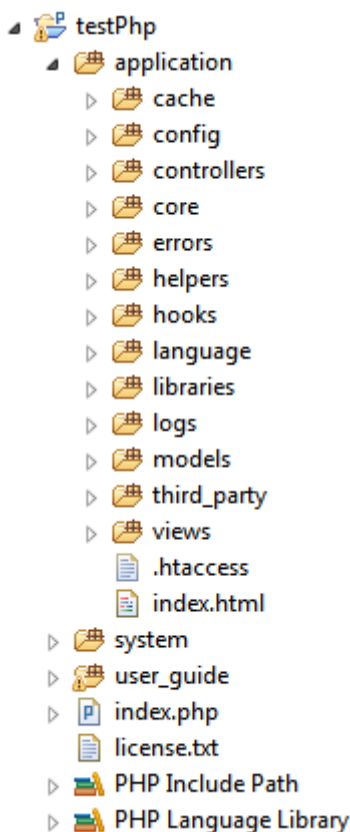 testPhp
application
cache
config
controllers
core
errors
helpers
hooks
language
libraries
logs
models
third_party
views
.htaccess
index.html
system
user_guide
index.php
license.txt
PHP Include Path
PHP Language Library